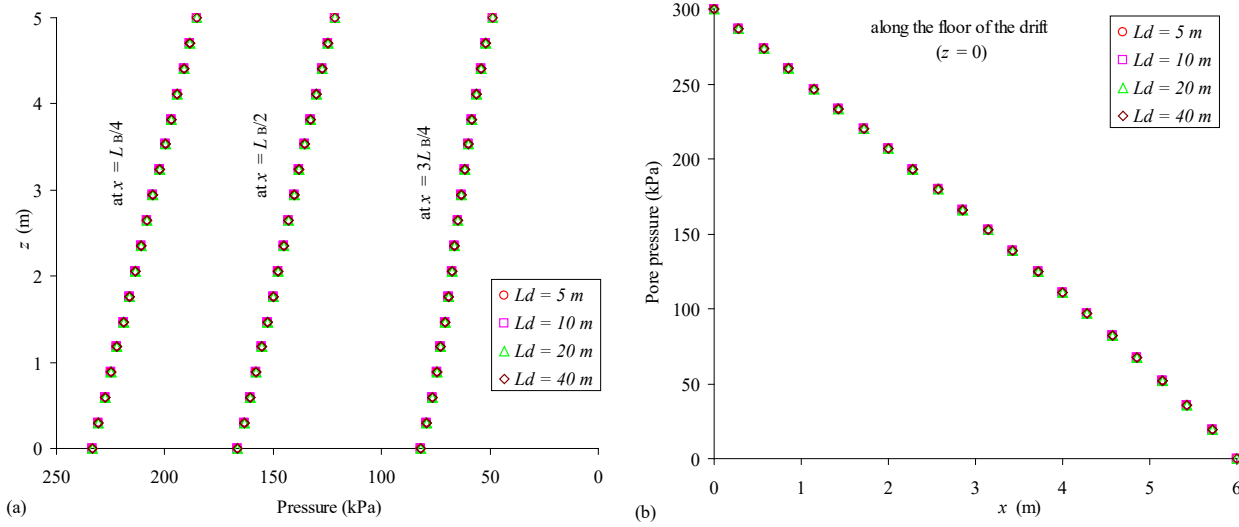 5
4
3
2
1
0
z (m)
at x = L B/4
at x = L B/2
at x = 3L B/4
Ld = 5 m
Ld = 10 m
Ld = 20 m
Ld = 40 m
250
200
150
100
50
0
(a)
Pressure (kPa)
300
250
200
150
100
50
0
Pore pressure (kPa)
along the floor of the drift
(z = 0)
Ld = 5 m
Ld = 10 m
Ld = 20 m
Ld = 40 m
0
1
2
3
4
5
6
(b)
x (m)